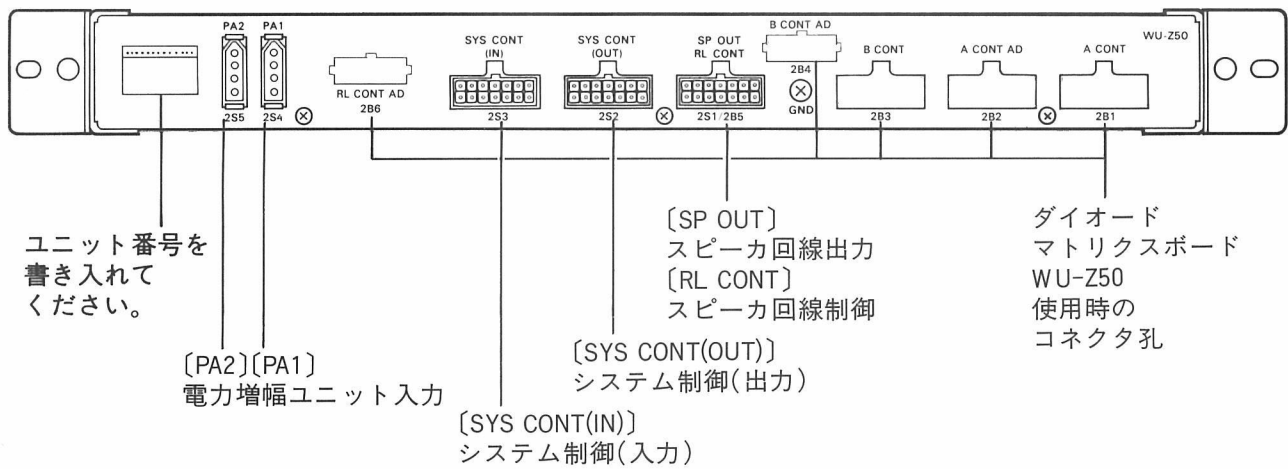 PA2 PA1
SYS CONT
(IN)
SYS CONT
(OUT)
SP OUT
RL CONT
B CONT AD
B CONT
A CONT AD
A CONT
WU-Z50
RL CONT AD
2B6
2B4
GND
2S5 2S4
2S3
2S2
2S1/2B5
2B3
2B2
2B1
ユニット番号を
書き入れて
ください。
〔PA2〕〔PA1〕
電力増幅ユニット入力
〔SYS CONT(IN)〕
システム制御(入力)
〔SYS CONT(OUT)〕
システム制御(出力)
〔SP OUT〕
スピーカ回線出力
〔RL CONT〕
スピーカ回線制御
ダイオード
マトリクスボード
WU-Z50
使用時の
コネクタ孔